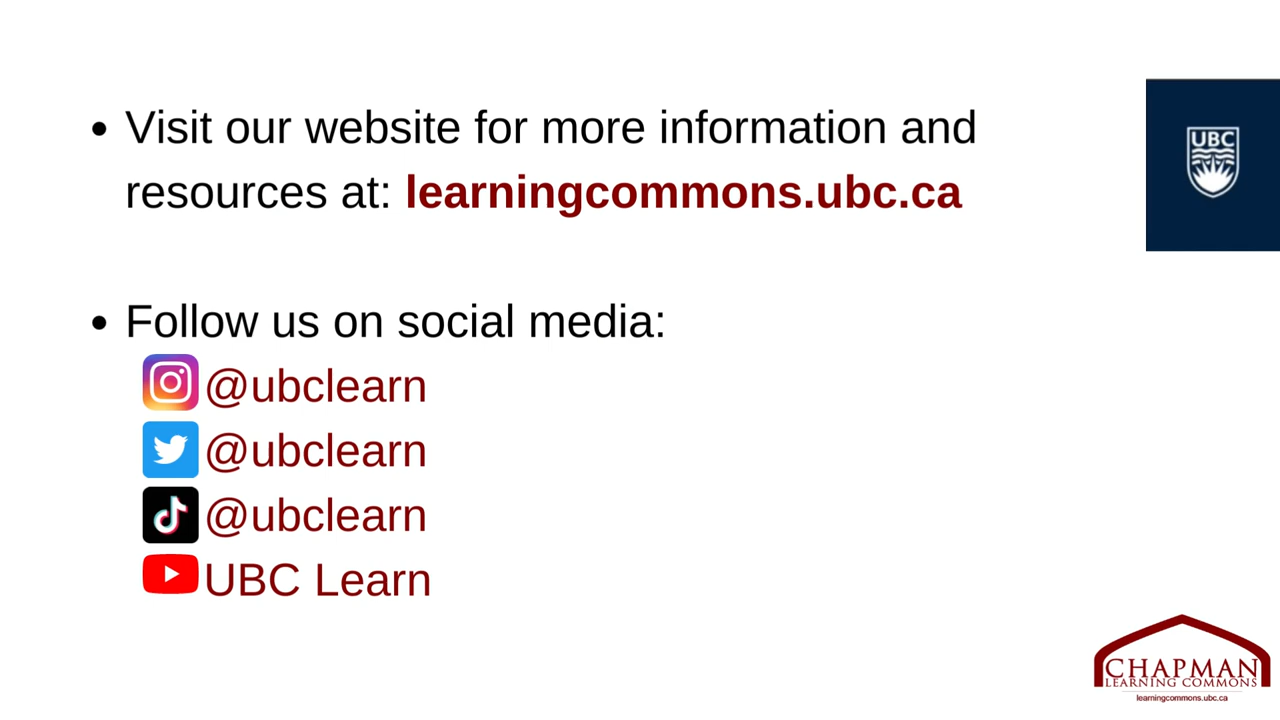 • Visit our website for more information and
resources at: learningcommons.ubc.ca
UBC
• Follow us on social media:
@ubclearn
@ubclearn
@ubclearn
UBC Learn
CHAPMAN
LEARNING COMMONS
learningcommons.ubc.ca